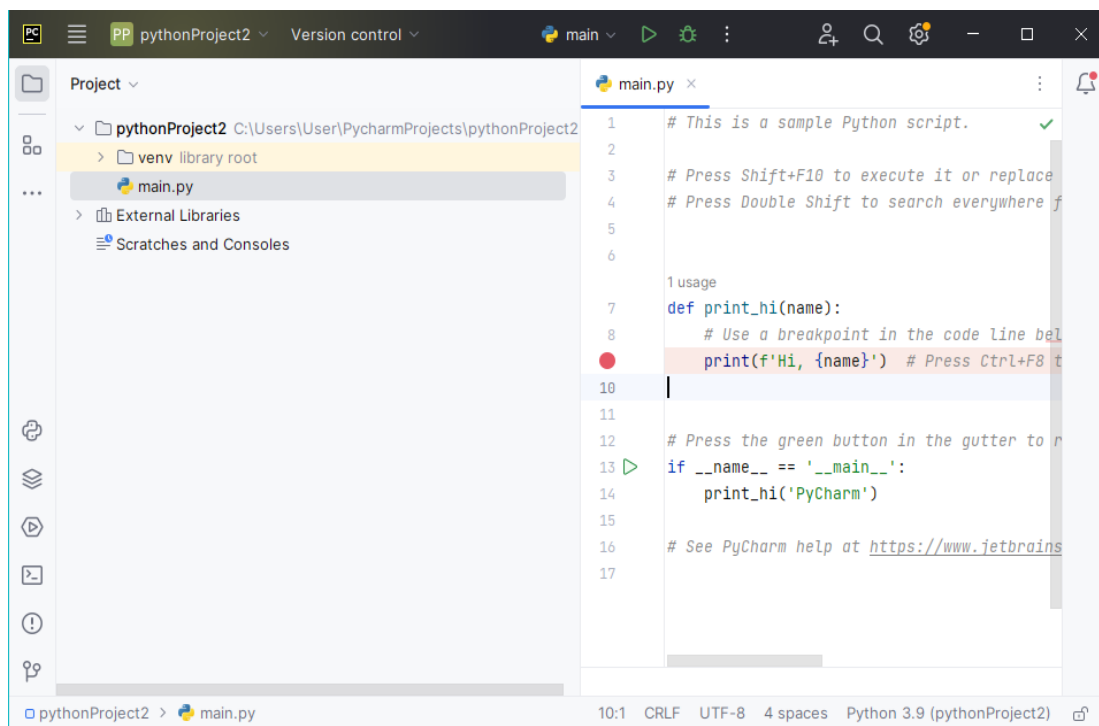 PC PP pythonProject2 Version control main
Project
main.py
pythonProject2 C:\Users\User\PycharmProjects\pythonProject2
venv library root
main.py
External Libraries
Scratches and Consoles
1 # This is a sample Python script.
2
3 # Press Shift+F10 to execute it or replace
4 # Press Double Shift to search everywhere f
5
6
1 usage
7 def print_hi(name):
8 # Use a breakpoint in the code line bel
print(f'Hi, {name}') # Press Ctrl+F8 t
10
11
12 # Press the green button in the gutter to r
13 if __name__ == '__main__':
14 print_hi('PyCharm')
15
16 # See PyCharm help at https://www.jetbrains
17
pythonProject2 > main.py 10:1 CRLF UTF-8 4 spaces Python 3.9 (pythonProject2)